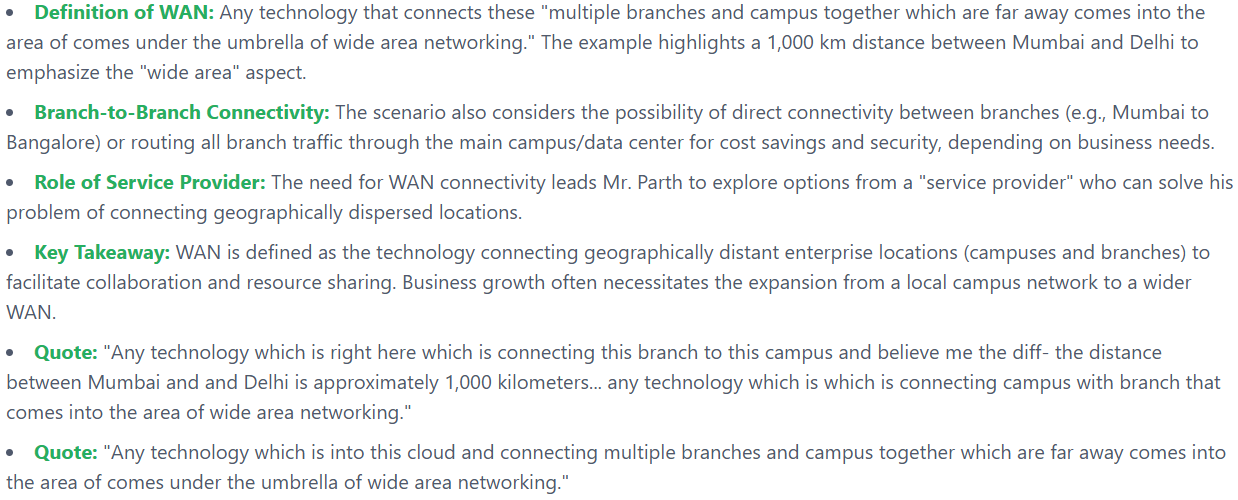 • Definition of WAN: Any technology that connects these "multiple branches and campus together which are far away comes into the
area of comes under the umbrella of wide area networking." The example highlights a 1,000 km distance between Mumbai and Delhi to
emphasize the "wide area" aspect.
• Branch-to-Branch Connectivity: The scenario also considers the possibility of direct connectivity between branches (e.g., Mumbai to
Bangalore) or routing all branch traffic through the main campus/data center for cost savings and security, depending on business needs.
• Role of Service Provider: The need for WAN connectivity leads Mr. Parth to explore options from a "service provider" who can solve his
problem of connecting geographically dispersed locations.
• Key Takeaway: WAN is defined as the technology connecting geographically distant enterprise locations (campuses and branches) to
facilitate collaboration and resource sharing. Business growth often necessitates the expansion from a local campus network to a wider
WAN.
• Quote: "Any technology which is right here which is connecting this branch to this campus and believe me the diff- the distance
between Mumbai and and Delhi is approximately 1,000 kilometers... any technology which is which is connecting campus with branch that
comes into the area of wide area networking."
• Quote: "Any technology which is into this cloud and connecting multiple branches and campus together which are far away comes into
the area of comes under the umbrella of wide area networking."